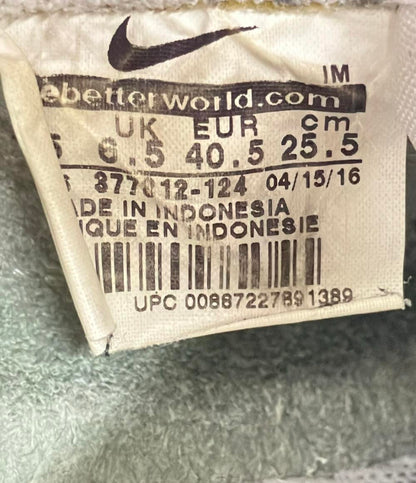 IM
ebetterworld.com
UK EUR cm
5 6.5 40.5 25.5
877012-124 04/15/16
ADE IN INDONESIA
IQUE EN INDONESIE
UPC 00887227891389